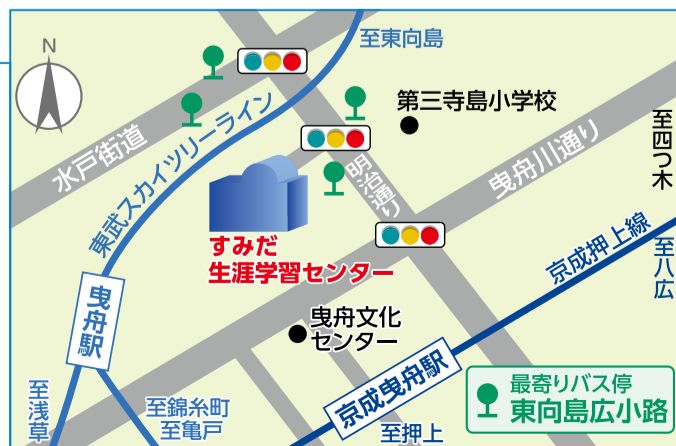 N
至東向島
第三寺島小学校
水戸街道
東武スカイツリーライン
明治通り
曳舟川通り
至四つ木
すみだ
生涯学習センター
京成押上線
至八広
曳舟駅
曳舟文化
センター
京成曳舟駅
至浅草
至錦糸町
至亀戸
至押上
最寄りバス停
東向島広小路